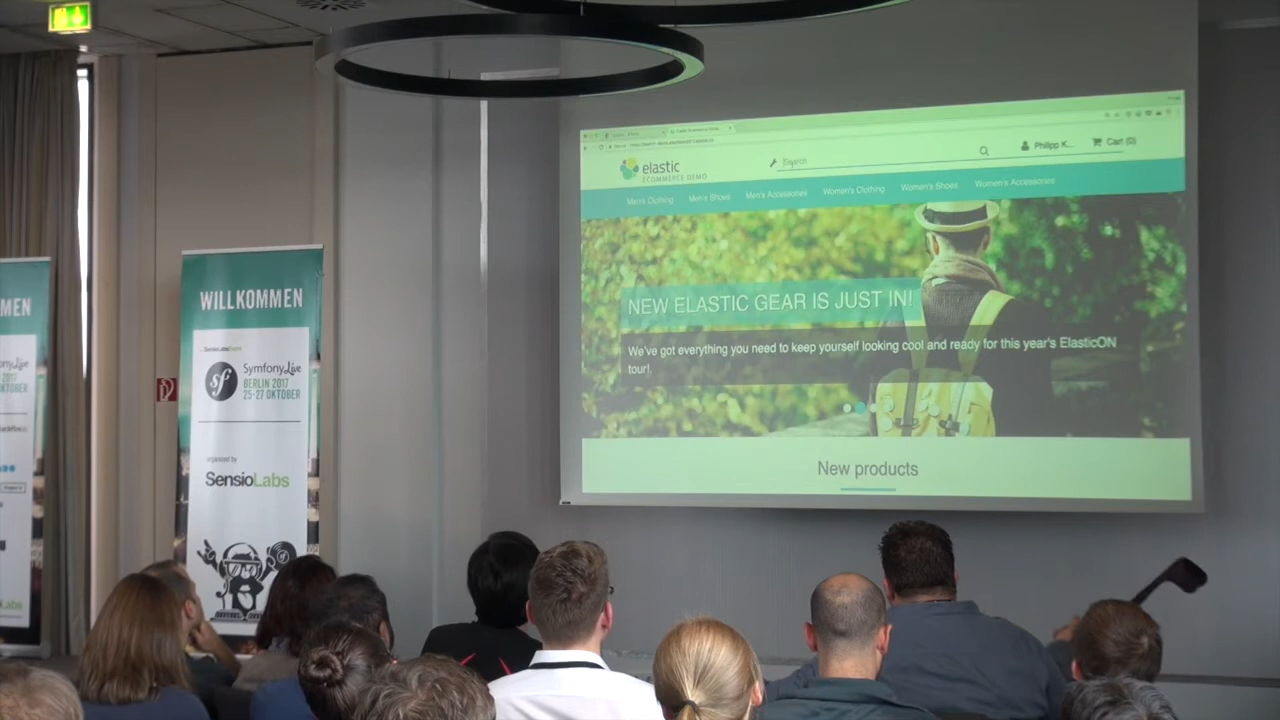 MEN
WILLKOMMEN
SensioLabs
SymfonyLive
BERLIN 2017
25-27 OKTOBER
organized by
SensioLabs
elastic
ECOMMERCE DEMO
Search
Philipp K...
Cart (0)
Men's Clothing
Men's Shoes
Men's Accessories
Women's Clothing
Women's Shoes
Women's Accessories
NEW ELASTIC GEAR IS JUST IN!
We've got everything you need to keep yourself looking cool and ready for this year's ElasticON
tour!.
New products